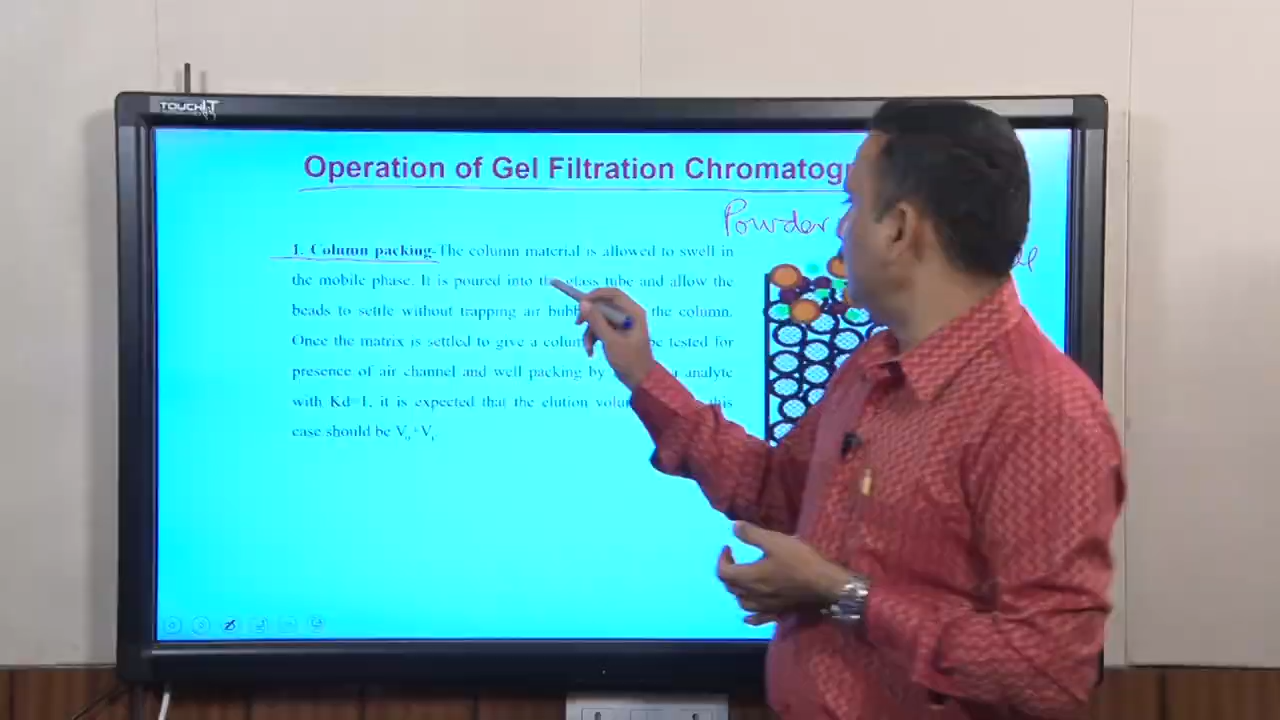 TOUCHIT
Operation of Gel Filtration
Powder
1. Column packing-The column material is allowed to swell in
the mobile phase. It is poured into the glass tube and allow the
beads to settle without trapping air the column.
Once the matrix is settled to give a be tested for
presence of air channel and well packing by analyte
with Kd=1, it is expected that the elution this
case should be V₀+Vᵢ